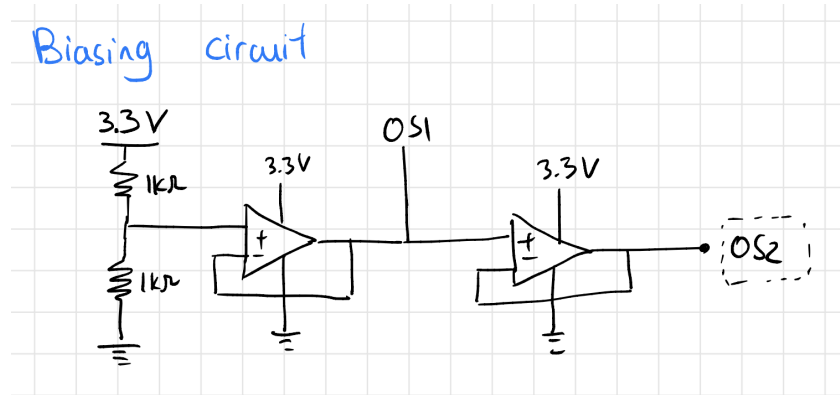 Biasing circuit
3.3V
1kΩ
1kΩ
3.3V
+
-
OS1
3.3V
+
-
OS2